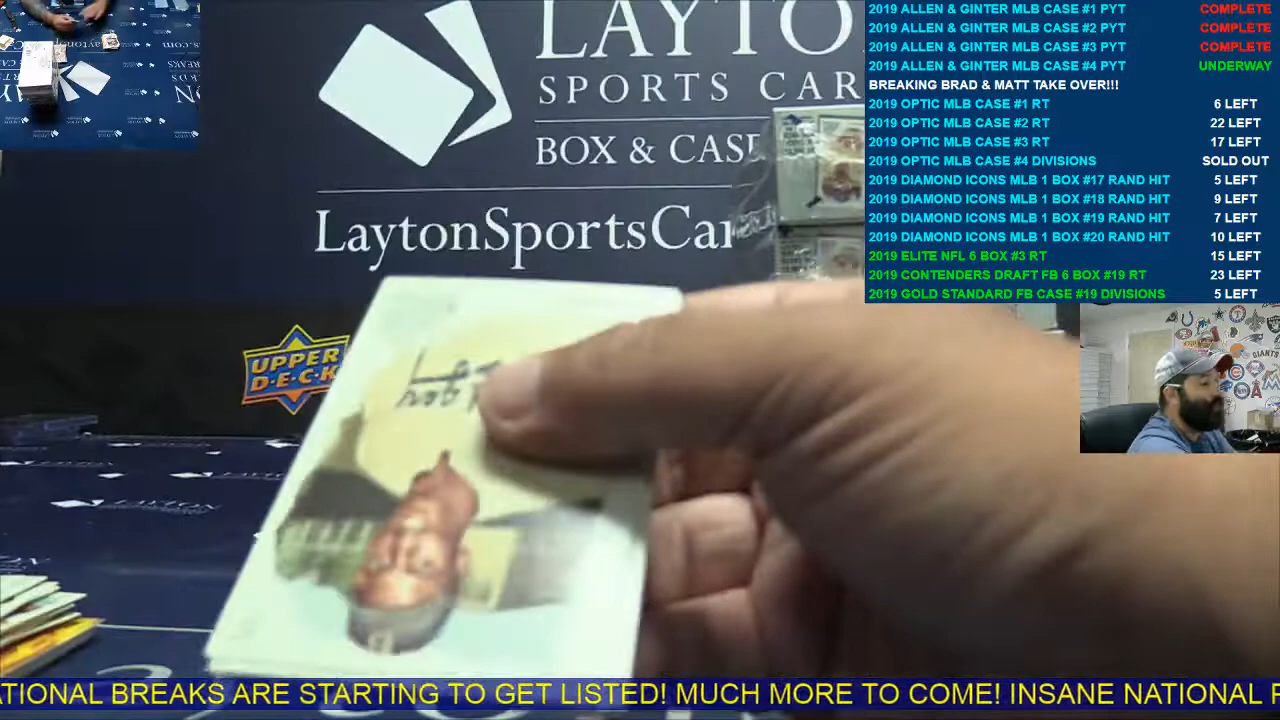 LAYTO
SPORTS CAR
BOX & CASE
LaytonSportsCar
UPPER
D.E.C.K
2019 ALLEN & GINTER MLB CASE #1 PYT COMPLETE
2019 ALLEN & GINTER MLB CASE #2 PYT COMPLETE
2019 ALLEN & GINTER MLB CASE #3 PYT COMPLETE
2019 ALLEN & GINTER MLB CASE #4 PYT UNDERWAY
BREAKING BRAD & MATT TAKE OVER!!!
2019 OPTIC MLB CASE #1 RT 6 LEFT
2019 OPTIC MLB CASE #2 RT 22 LEFT
2019 OPTIC MLB CASE #3 RT 17 LEFT
2019 OPTIC MLB CASE #4 DIVISIONS SOLD OUT
2019 DIAMOND ICONS MLB 1 BOX #17 RAND HIT 5 LEFT
2019 DIAMOND ICONS MLB 1 BOX #18 RAND HIT 9 LEFT
2019 DIAMOND ICONS MLB 1 BOX #19 RAND HIT 7 LEFT
2019 DIAMOND ICONS MLB 1 BOX #20 RAND HIT 10 LEFT
2019 ELITE NFL 6 BOX #3 RT 15 LEFT
2019 CONTENDERS DRAFT FB 6 BOX #19 RT 23 LEFT
2019 GOLD STANDARD FB CASE #19 DIVISIONS 5 LEFT
GIANTS
ATIONAL BREAKS ARE STARTING TO GET LISTED! MUCH MORE TO COME! INSANE NATIONAL